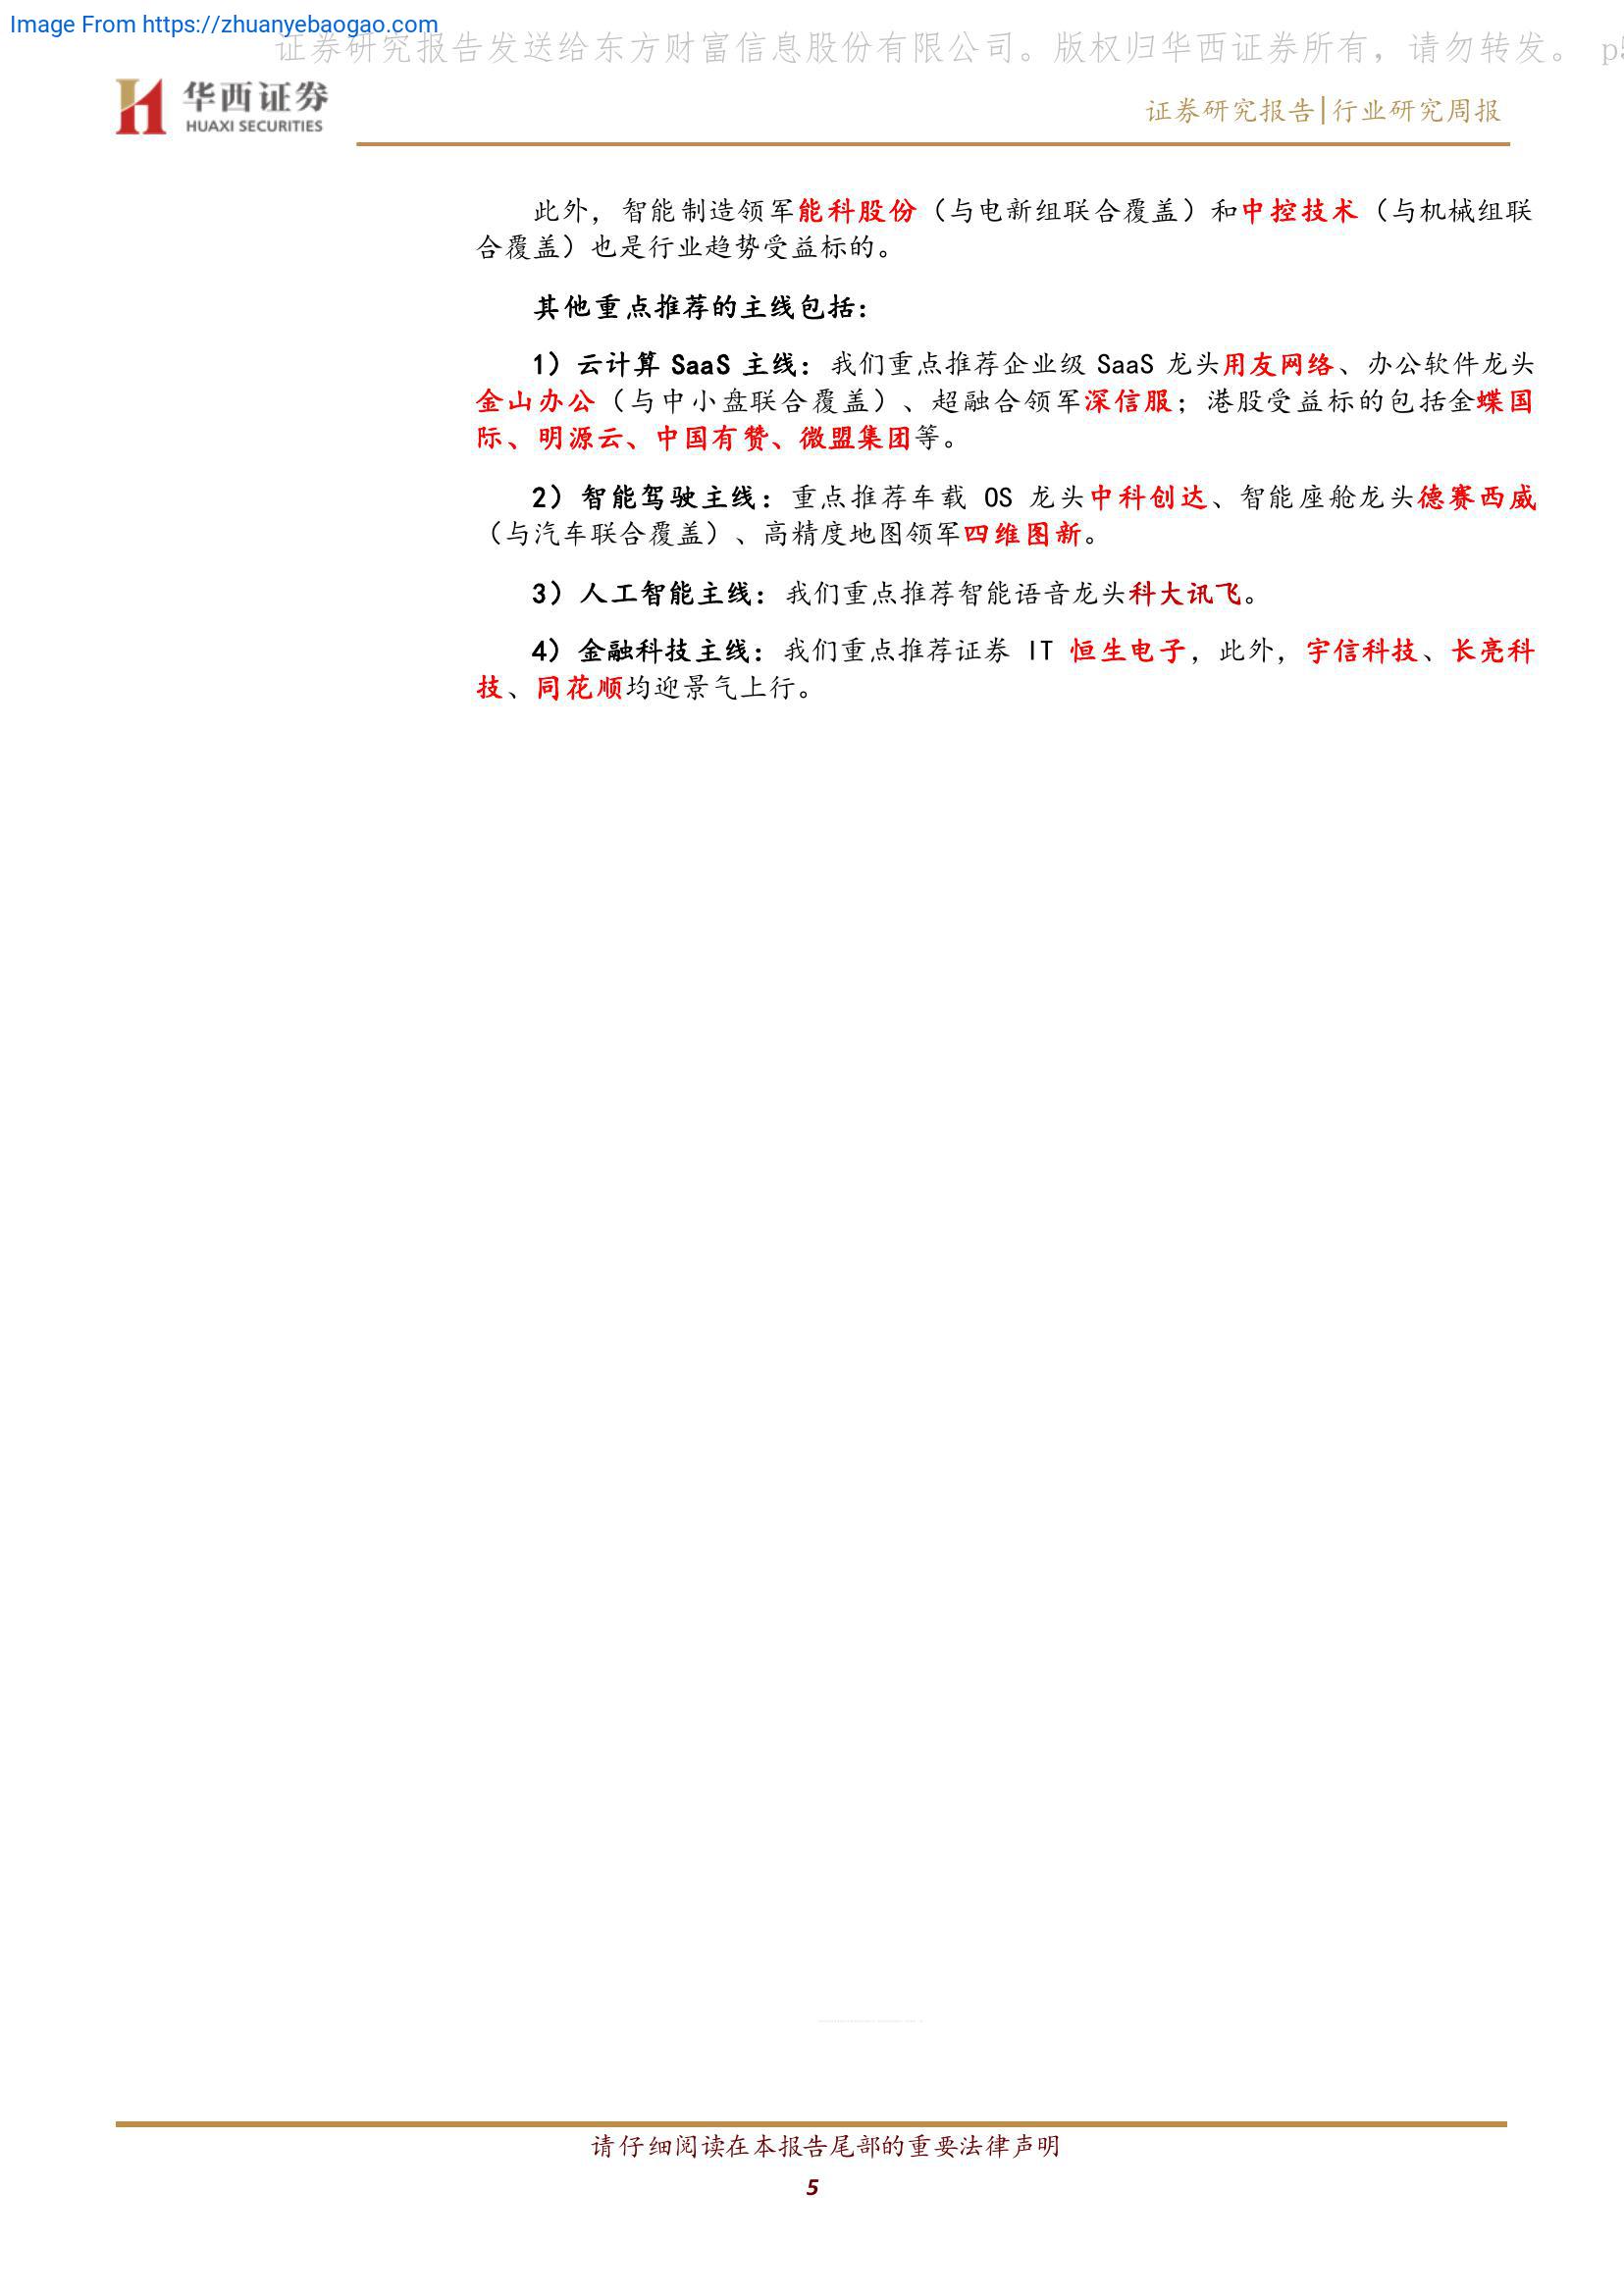 Image From https://zhuanyebaogao.com
证券研究报告发送给东方财富信息股份有限公司。版权归华西证券所有，请勿转发。 p5
华西证券
HUAXI SECURITIES
证券研究报告|行业研究周报
此外，智能制造领军能科股份（与电新组联合覆盖）和中控技术（与机械组联
合覆盖）也是行业趋势受益标的。
其他重点推荐的主线包括：
1）云计算 SaaS 主线：我们重点推荐企业级 SaaS 龙头用友网络、办公软件龙头
金山办公（与中小盘联合覆盖）、超融合领军深信服；港股受益标的包括金蝶国
际、明源云、中国有赞、微盟集团等。
2）智能驾驶主线：重点推荐车载 OS 龙头中科创达、智能座舱龙头德赛西威
（与汽车联合覆盖）、高精度地图领军四维图新。
3）人工智能主线：我们重点推荐智能语音龙头科大讯飞。
4）金融科技主线：我们重点推荐证券 IT 恒生电子，此外，宇信科技、长亮科
技、同花顺均迎景气上行。
请仔细阅读在本报告尾部的重要法律声明
5